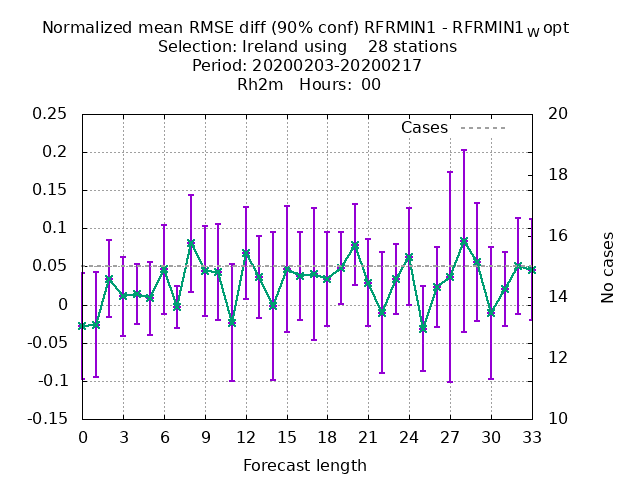 Normalized mean RMSE diff (90% conf) RFRMIN1 - RFRMIN1W opt
Selection: Ireland using 28 stations
Period: 20200203-20200217
Rh2m Hours: 00
Cases
0.25
0.2
0.15
0.1
0.05
0
-0.05
-0.1
-0.15
20
18
16
14
12
10
No cases
0 3 6 9 12 15 18 21 24 27 30 33
Forecast length